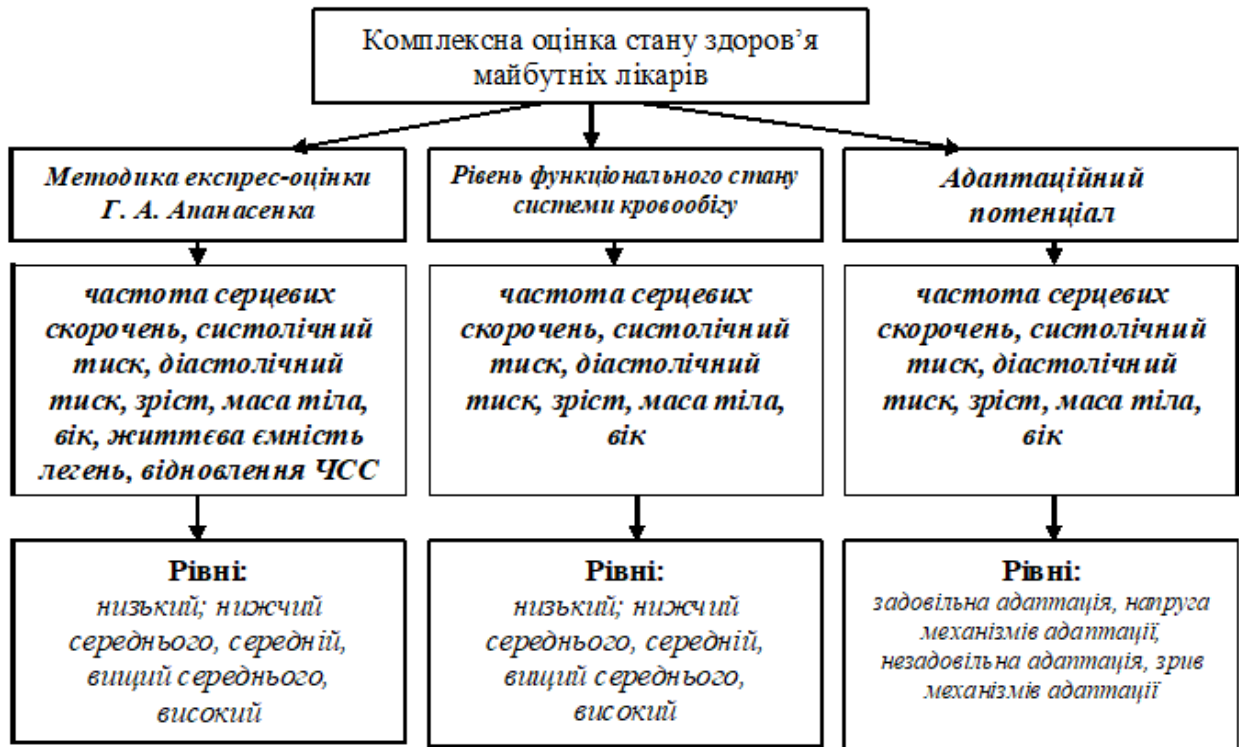 Комплексна оцінка стану здоров’я
майбутніх лікарів
Методика експрес-оцінки
Г. А. Апанасенка
Рівень функціонального стану
системи кровообігу
Адаптаційний
потенціал
частота серцевих
скорочень, систолічний
тиск, діастолічний
тиск, зріст, маса тіла,
вік, життєва ємність
легень, відновлення ЧСС
частота серцевих
скорочень, систолічний
тиск, діастолічний
тиск, зріст, маса тіла,
вік
частота серцевих
скорочень, систолічний
тиск, діастолічний
тиск, зріст, маса тіла,
вік
Рівні:
низький; нижчий
середнього, середній,
вищий середнього,
високий
Рівні:
низький; нижчий
середнього, середній,
вищий середнього,
високий
Рівні:
задовільна адаптація, напруга
механізмів адаптації,
незадовільна адаптація, зрив
механізмів адаптації